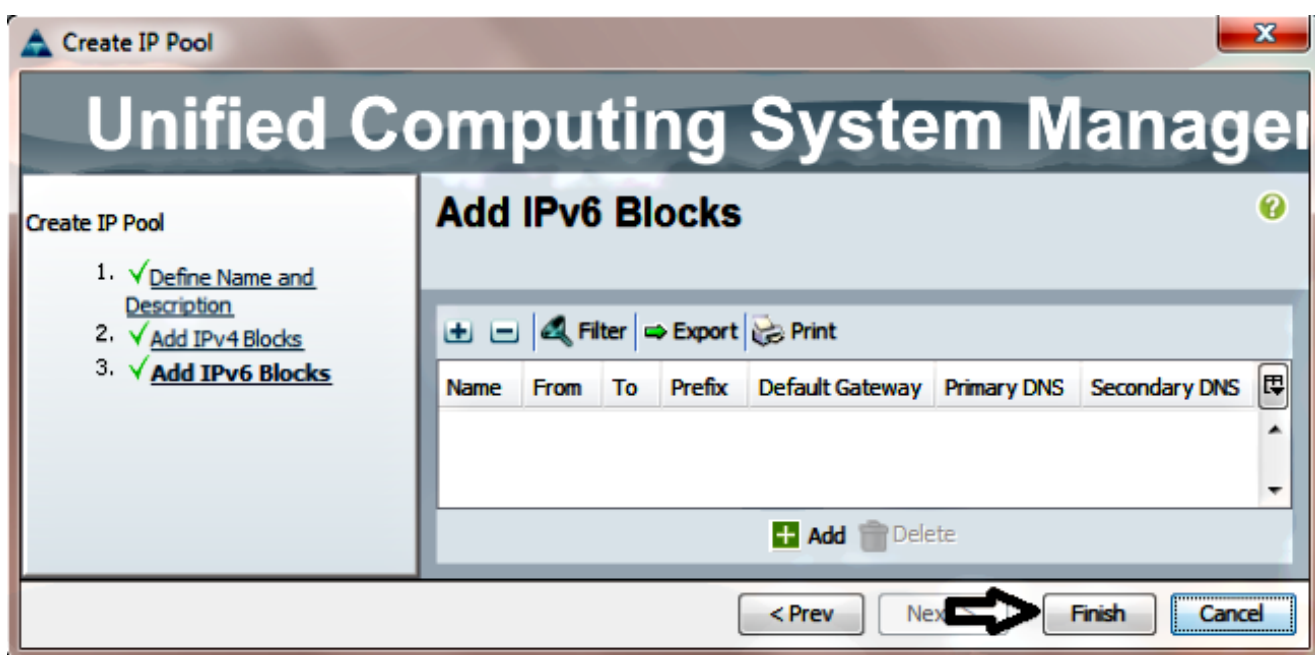 Create IP Pool
x
Unified Computing System Manager
Create IP Pool
1. Define Name and
Description
2. Add IPv4 Blocks
3. Add IPv6 Blocks
Add IPv6 Blocks
?
+ - Filter Export Print
Name From To Prefix Default Gateway Primary DNS Secondary DNS
+ Add Delete
< Prev Finish Cancel